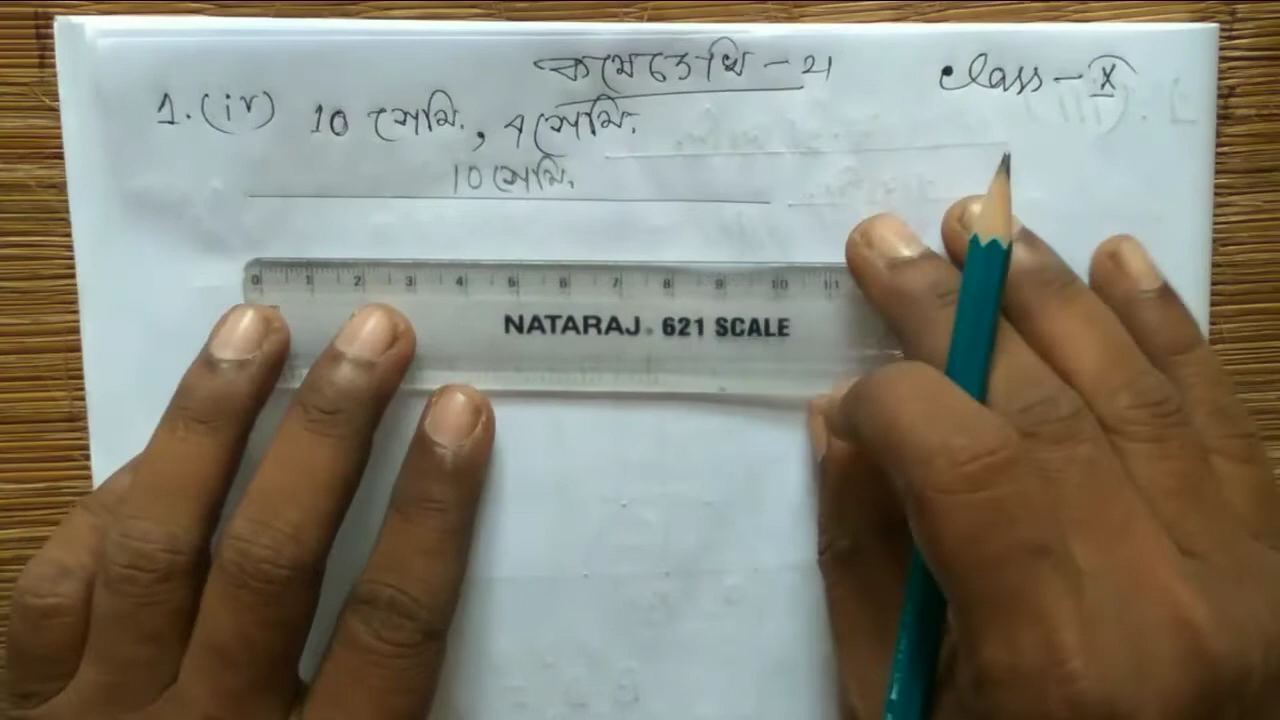 কষে দেখি - 21
Class - X
1. (iv) 10 সেমি., 4 সেমি.
10 সেমি.
0 1 2 3 4 5 6 7 8 9 10 11
NATARAJ 621 SCALE